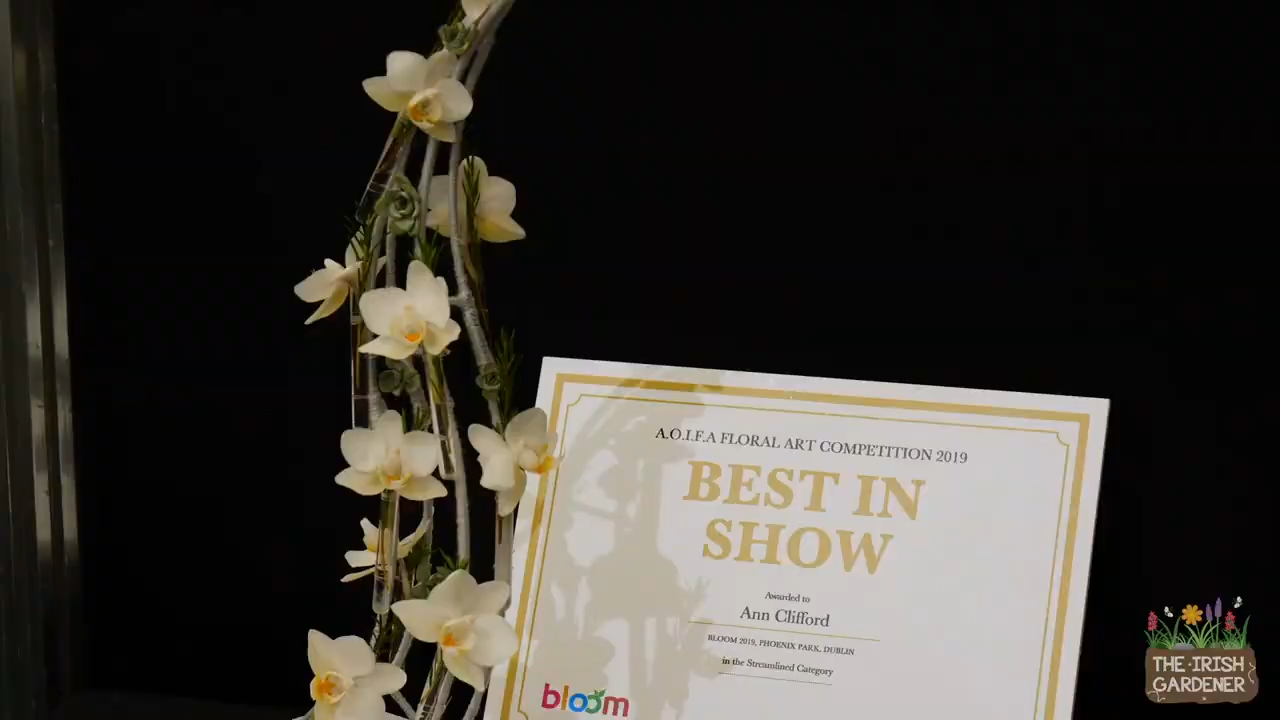 A.O.I.F.A FLORAL ART COMPETITION 2019
BEST IN
SHOW
Awarded to
Ann Clifford
BLOOM 2019, PHOENIX PARK, DUBLIN
in the Streamlined Category
bloom
THE IRISH
GARDENER